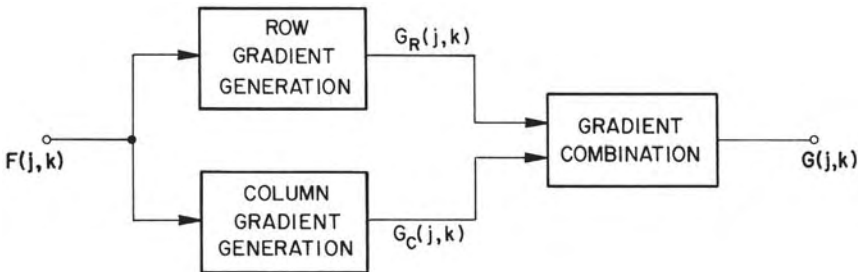 ROW
GRADIENT
GENERATION
G_R(j,k)
F(j,k)
GRADIENT
COMBINATION
G(j,k)
COLUMN
GRADIENT
GENERATION
G_C(j,k)